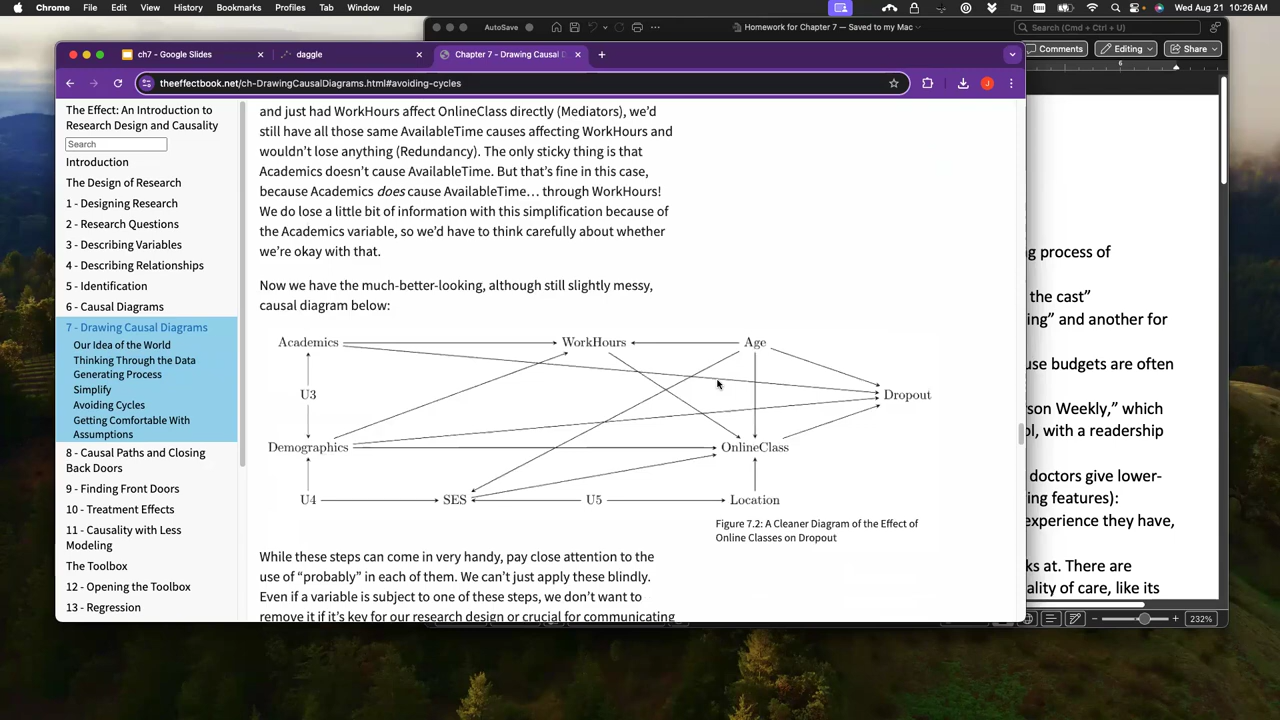 Chrome File Edit View History Bookmarks Profiles Tab Window Help
Wed Aug 21 10:26 AM
AutoSave
Homework for Chapter 7 — Saved to my Mac
Search (Cmd + Ctrl + U)
Comments Editing Share
ch7 - Google Slides
daggle
Chapter 7 - Drawing Causal D
theeffectbook.net/ch-DrawingCausalDiagrams.html#avoiding-cycles
J
6
The Effect: An Introduction to
Research Design and Causality
Search
Introduction
The Design of Research
1 - Designing Research
2 - Research Questions
3 - Describing Variables
4 - Describing Relationships
5 - Identification
6 - Causal Diagrams
7 - Drawing Causal Diagrams
Our Idea of the World
Thinking Through the Data
Generating Process
Simplify
Avoiding Cycles
Getting Comfortable With
Assumptions
8 - Causal Paths and Closing
Back Doors
9 - Finding Front Doors
10 - Treatment Effects
11 - Causality with Less
Modeling
The Toolbox
12 - Opening the Toolbox
13 - Regression
and just had WorkHours affect OnlineClass directly (Mediators), we'd
still have all those same AvailableTime causes affecting WorkHours and
wouldn't lose anything (Redundancy). The only sticky thing is that
Academics doesn't cause AvailableTime. But that's fine in this case,
because Academics does cause AvailableTime... through WorkHours!
We do lose a little bit of information with this simplification because of
the Academics variable, so we'd have to think carefully about whether
we're okay with that.
Now we have the much-better-looking, although still slightly messy,
causal diagram below:
Academics WorkHours Age
U3 Dropout
Demographics OnlineClass
U4 SES U5 Location
Figure 7.2: A Cleaner Diagram of the Effect of
Online Classes on Dropout
While these steps can come in very handy, pay close attention to the
use of "probably" in each of them. We can't just apply these blindly.
Even if a variable is subject to one of these steps, we don't want to
remove it if it's key for our research design or crucial for communicating
g process of
the cast"
ing" and another for
use budgets are often
son Weekly," which
ol, with a readership
doctors give lower-
ing features):
experience they have,
ks at. There are
ality of care, like its
232%